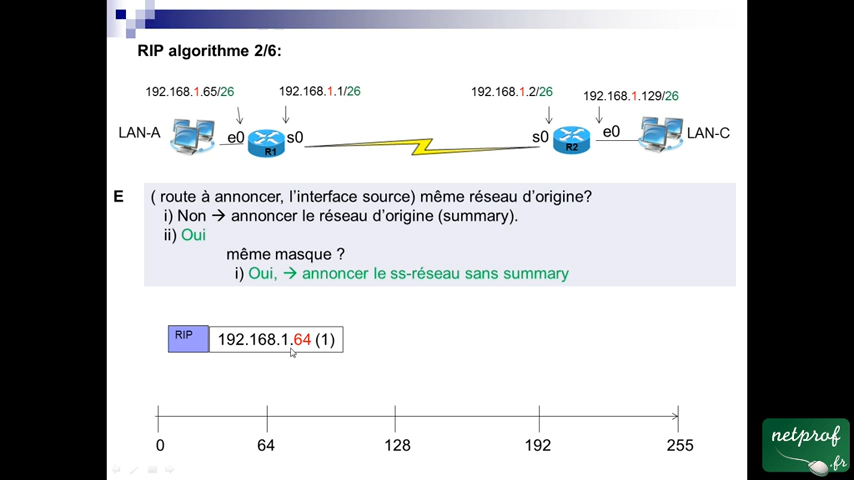 RIP algorithme 2/6:
192.168.1.65/26 192.168.1.1/26 192.168.1.2/26 192.168.1.129/26
LAN-A e0 R1 s0 s0 R2 e0 LAN-C
E ( route à annoncer, l'interface source) même réseau d'origine?
i) Non → annoncer le réseau d'origine (summary).
ii) Oui
même masque ?
i) Oui, → annoncer le ss-réseau sans summary
RIP 192.168.1.64 (1)
0 64 128 192 255
netprof
.fr